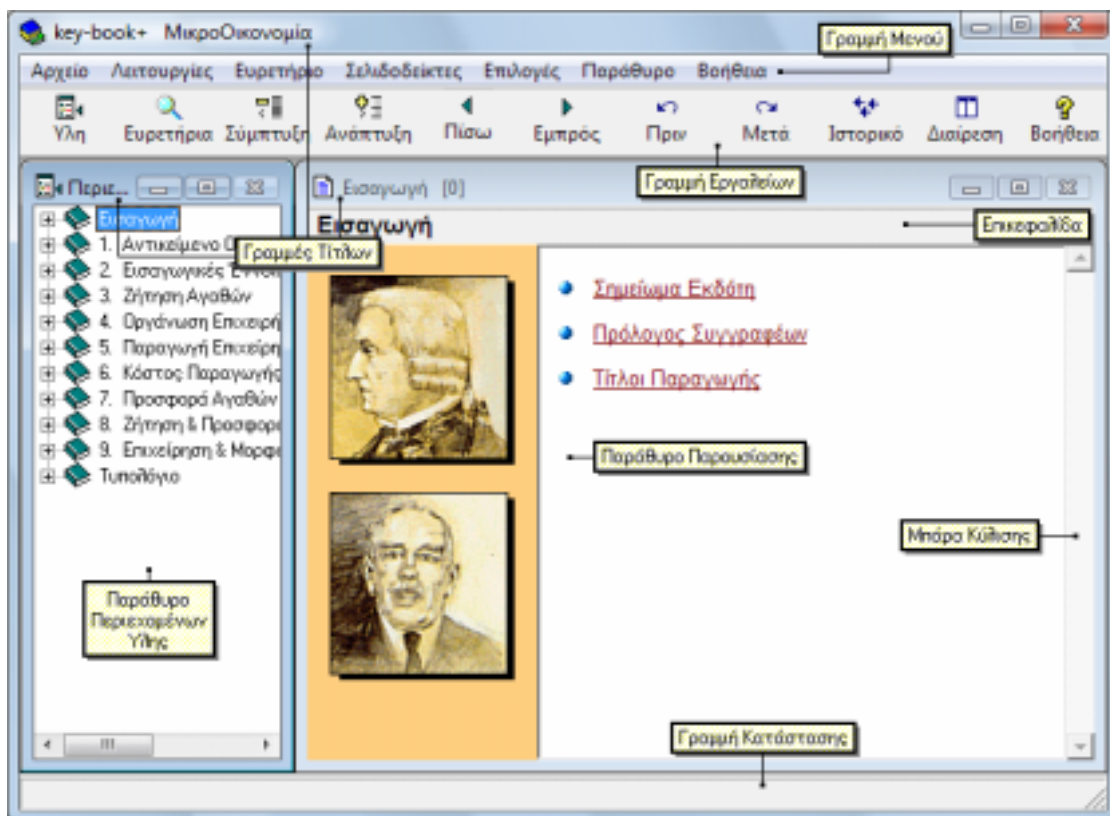 key-book+ ΜικροΟικονομία
Γραμμή Μενού
Αρχείο Λειτουργίες Ευρετήριο Σελιδοδείκτες Επιλογές Παράθυρο Βοήθεια
Ύλη Ευρετήρια Σύμπτυξη Ανάπτυξη Πίσω Εμπρός Πριν Μετά Ιστορικό Διαίρεση Βοήθεια
Γραμμή Εργαλείων
Περιε...
Εισαγωγή [0]
Εισαγωγή
Επικεφαλίδα
Γραμμές Τίτλων
Εισαγωγή
1. Αντικείμενο Ο
2. Εισαγωγικές
3. Ζήτηση Αγαθών
4. Οργάνωση Επιχειρή
5. Παραγωγή Επιχείρη
6. Κόστος Παραγωγής
7. Προσφορά Αγαθών
8. Ζήτηση & Προσφορ
9. Επιχείρηση & Μορφ
Τυπολόγιο
Σημείωμα Εκδότη
Πρόλογος Συγγραφέων
Τίτλοι Παραγωγής
Παράθυρο Παρουσίασης
Μπάρα Κύλισης
Παράθυρο
Περιεχομένων
Ύλης
Γραμμή Κατάστασης